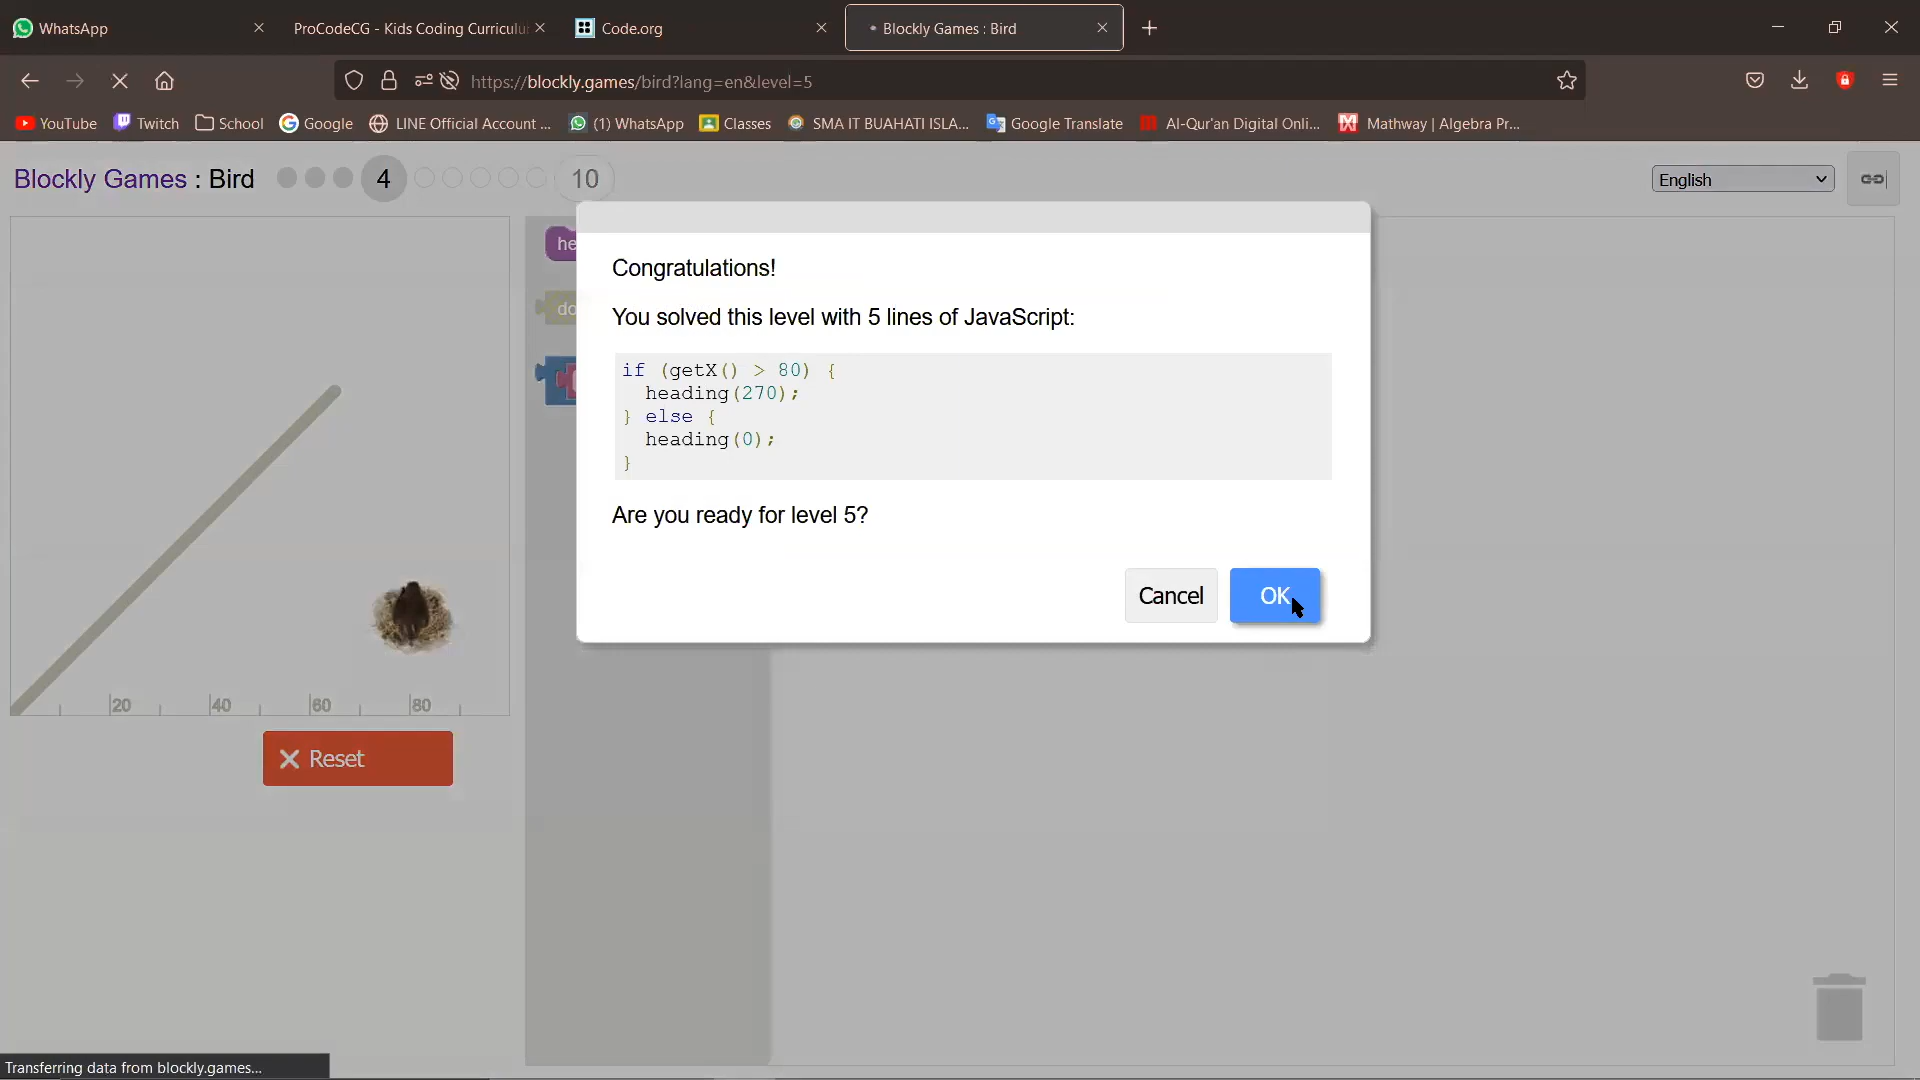 WhatsApp
ProCodeCG - Kids Coding Curriculu
Code.org
Blockly Games : Bird
https://blockly.games/bird?lang=en&level=5
YouTube
Twitch
School
Google
LINE Official Account ...
(1) WhatsApp
Classes
SMA IT BUAHATI ISLA...
Google Translate
Al-Qur'an Digital Onli...
Mathway | Algebra Pr...
Blockly Games : Bird
4
10
English
he
do
Congratulations!
You solved this level with 5 lines of JavaScript:
if (getX() > 80) {
heading(270);
} else {
heading(0);
}
Are you ready for level 5?
Cancel
OK
20
40
60
80
Reset
Transferring data from blockly.games...